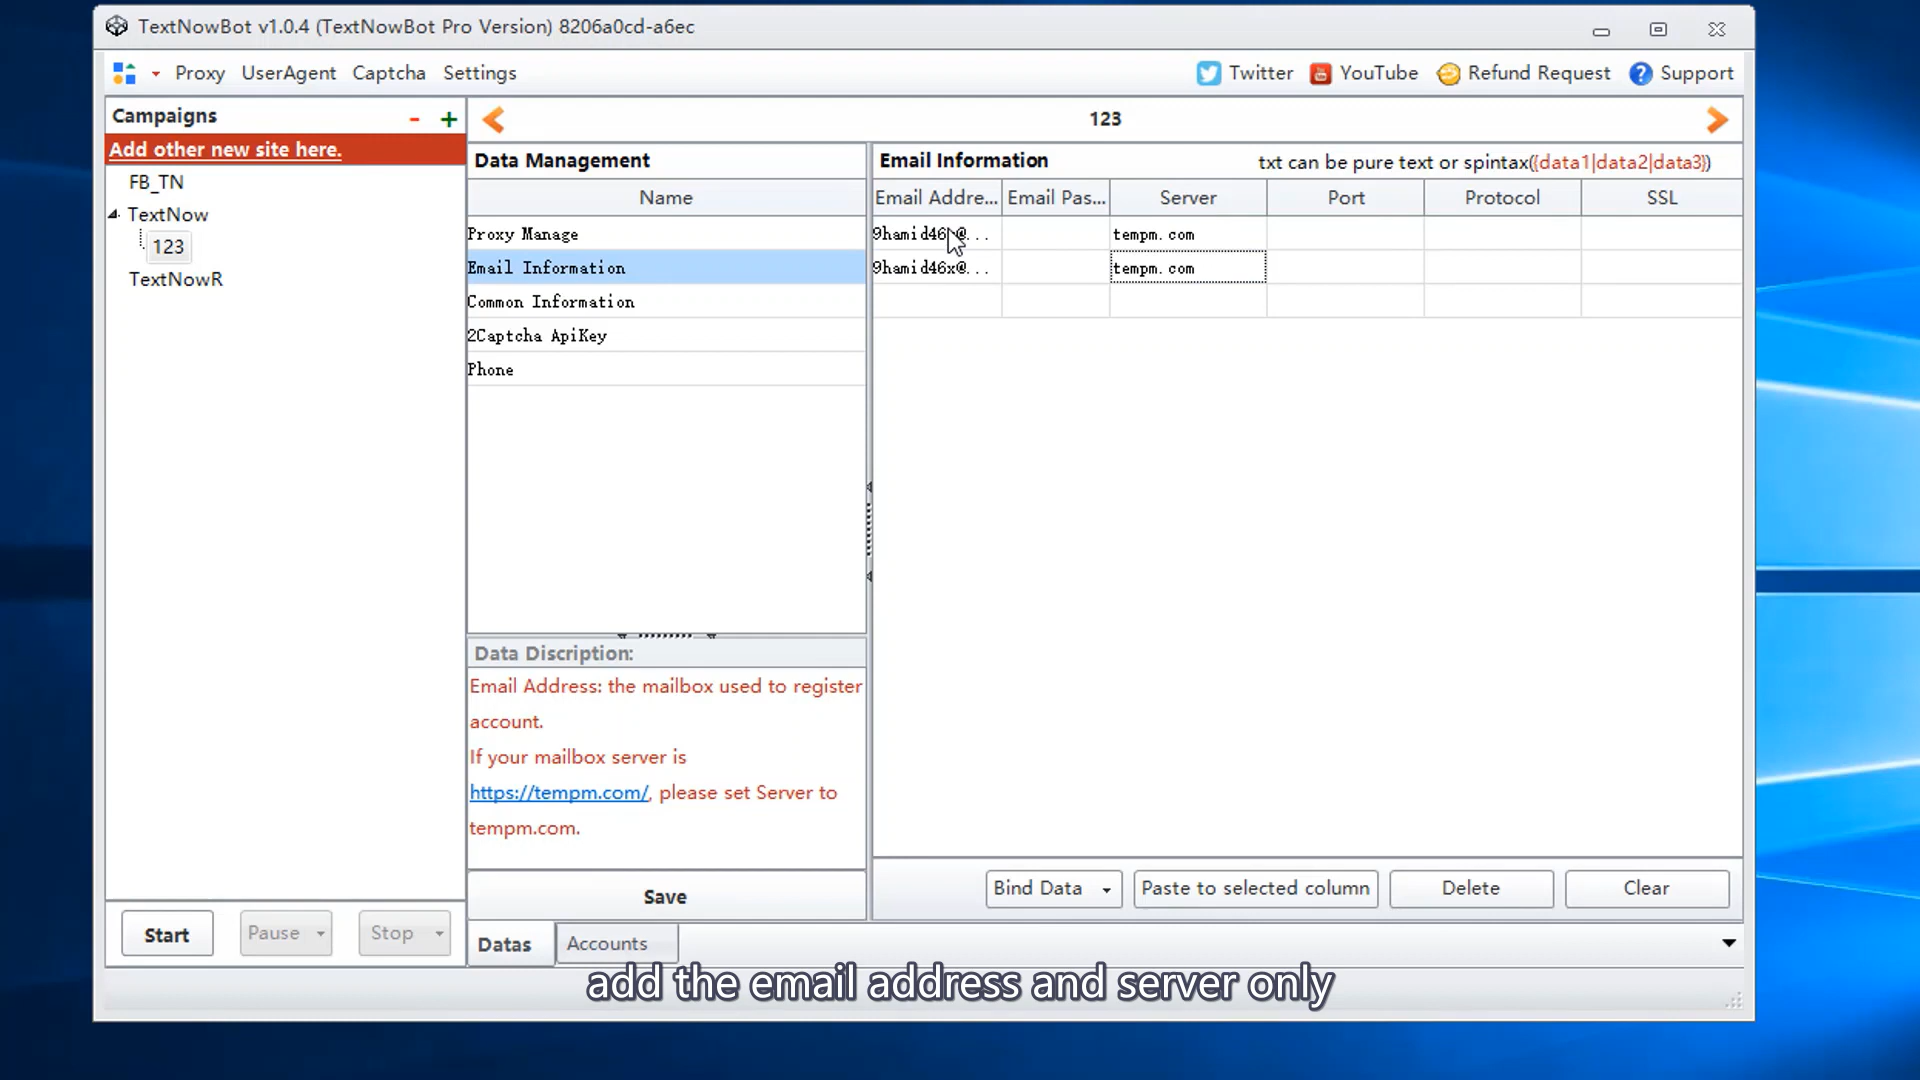 TextNowBot v1.0.4 (TextNowBot Pro Version) 8206a0cd-a6ec
Proxy UserAgent Captcha Settings Twitter YouTube Refund Request Support
Campaigns - +
Add other new site here.
FB_TN
TextNow
123
TextNowR
Start Pause Stop
123
Data Management
Name
Proxy Manage
Email Information
Common Information
2Captcha ApiKey
Phone
Data Discription:
Email Address: the mailbox used to register
account.
If your mailbox server is
https://tempm.com/, please set Server to
tempm.com.
Save
Email Information txt can be pure text or spintax({data1|data2|data3})
Email Addre... Email Pas... Server Port Protocol SSL
tempm.com
9hamid46x@... tempm.com
Bind Data Paste to selected column Delete Clear
Datas Accounts
add the email address and server only